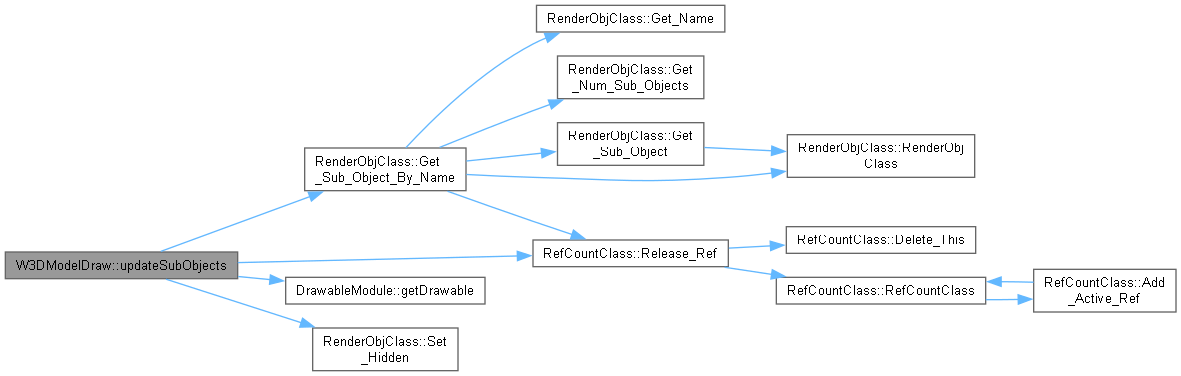 RenderObjClass::Get_Name
RenderObjClass::Get
_Num_Sub_Objects
RenderObjClass::Get
_Sub_Object
RenderObjClass::RenderObj
Class
RenderObjClass::Get
_Sub_Object_By_Name
RefCountClass::Release_Ref
RefCountClass::Delete_This
W3DModelDraw::updateSubObjects
DrawableModule::getDrawable
RefCountClass::RefCountClass
RefCountClass::Add
_Active_Ref
RenderObjClass::Set
_Hidden